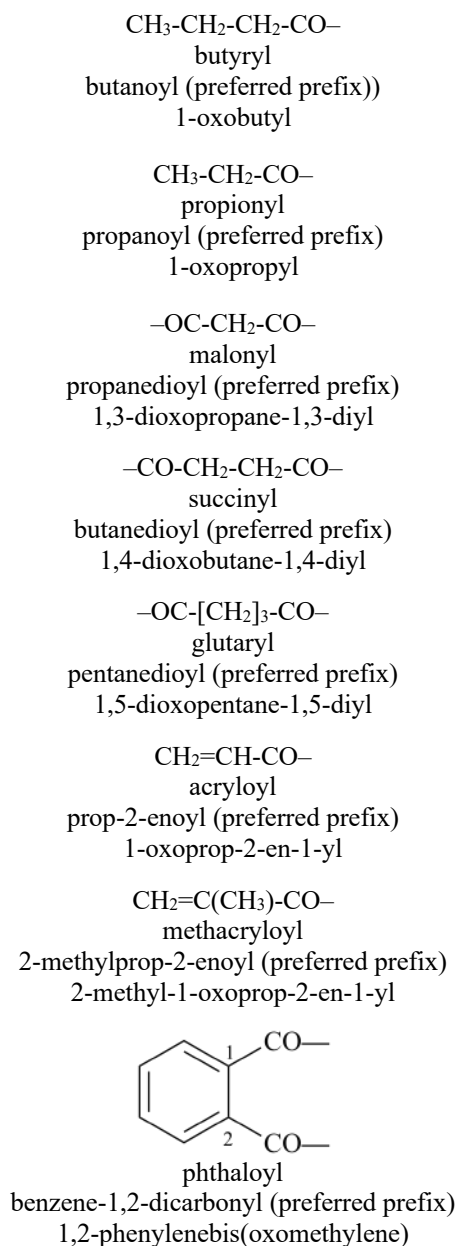 CH3-CH2-CH2-CO–
butyryl
butanoyl (preferred prefix))
1-oxobutyl
CH3-CH2-CO–
propionyl
propanoyl (preferred prefix)
1-oxopropyl
–OC-CH2-CO–
malonyl
propanedioyl (preferred prefix)
1,3-dioxopropane-1,3-diyl
–CO-CH2-CH2-CO–
succinyl
butanedioyl (preferred prefix)
1,4-dioxobutane-1,4-diyl
–OC-[CH2]3-CO–
glutaryl
pentanedioyl (preferred prefix)
1,5-dioxopentane-1,5-diyl
CH2=CH-CO–
acryloyl
prop-2-enoyl (preferred prefix)
1-oxoprop-2-en-1-yl
CH2=C(CH3)-CO–
methacryloyl
2-methylprop-2-enoyl (preferred prefix)
2-methyl-1-oxoprop-2-en-1-yl
CO—
1
2
CO—
phthaloyl
benzene-1,2-dicarbonyl (preferred prefix)
1,2-phenylenebis(oxomethylene)